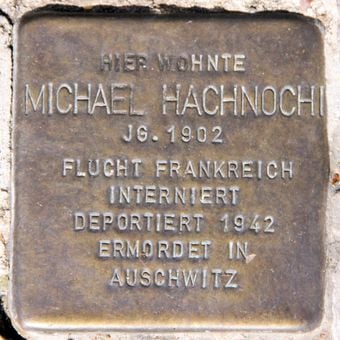 HIER WOHNTE
MICHAEL HACHNOCHI
JG. 1902
FLUCHT FRANKREICH
INTERNIERT
DEPORTIERT 1942
ERMORDET IN
AUSCHWITZ